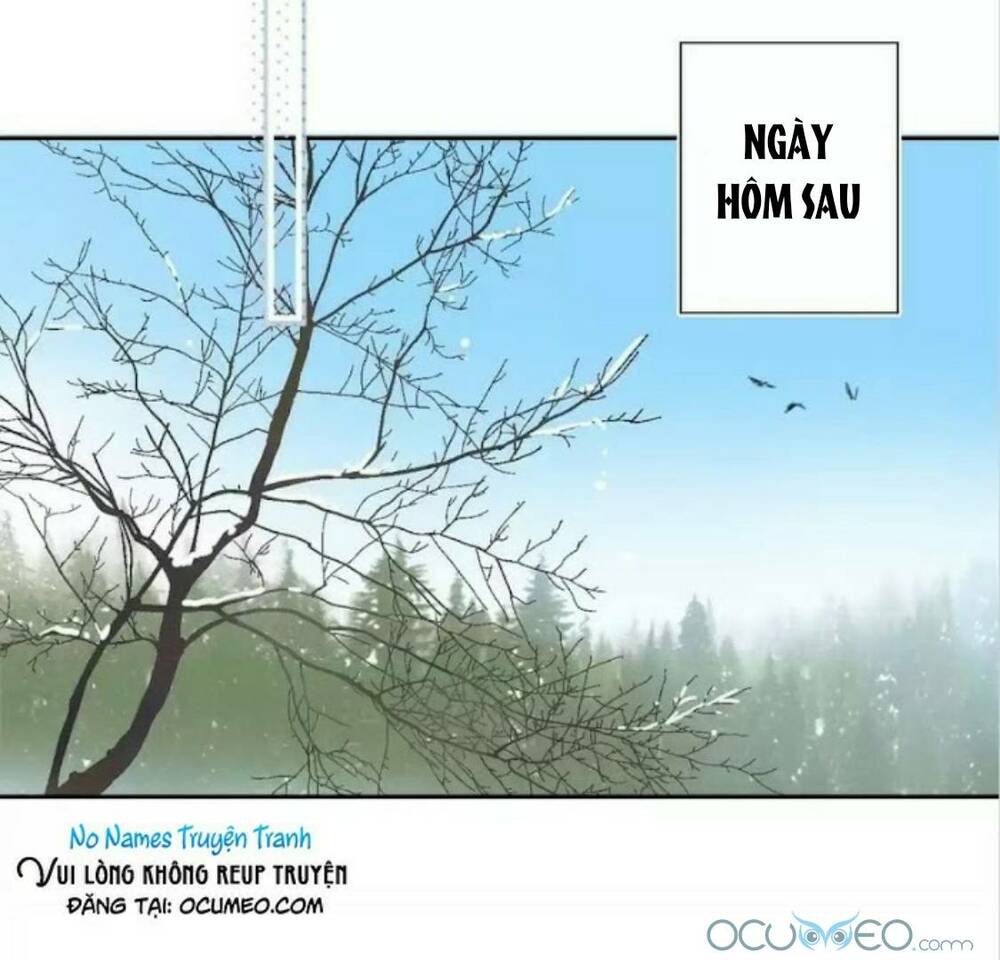 NGÀY
HÔM SAU
No Names Truyện Tranh
VUI LÒNG KHÔNG REUP TRUYỆN
ĐĂNG TẠI: OCUMEO.COM
OCUMEO.com